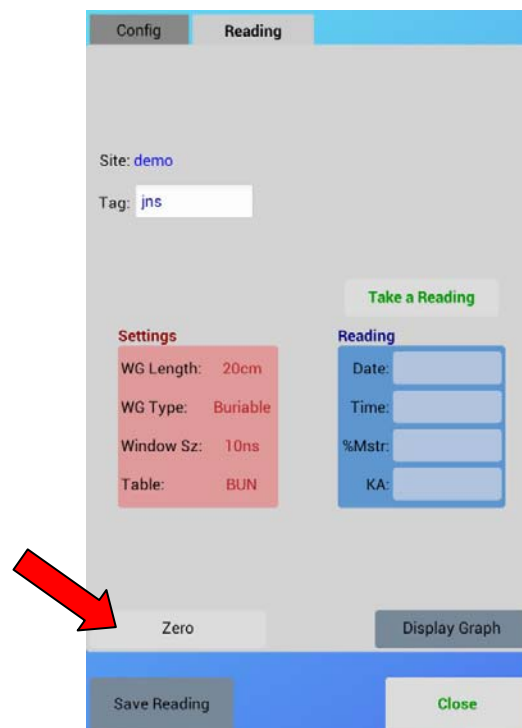 Config Reading
Site: demo
Tag: jns
Take a Reading
Settings Reading
WG Length: 20cm Date:
WG Type: Buriable Time:
Window Sz: 10ns %Mstr:
Table: BUN KA:
Zero Display Graph
Save Reading Close